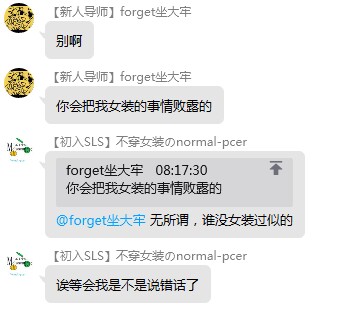 【新人导师】forget坐大牢
别啊
【新人导师】forget坐大牢
你会把我女装的事情败露的
【初入SLS】不穿女装のnormal-pcer
forget坐大牢 08:17:30
你会把我女装的事情败露的
@forget坐大牢 无所谓，谁没女装过似的
【初入SLS】不穿女装のnormal-pcer
诶等会我是不是说错话了